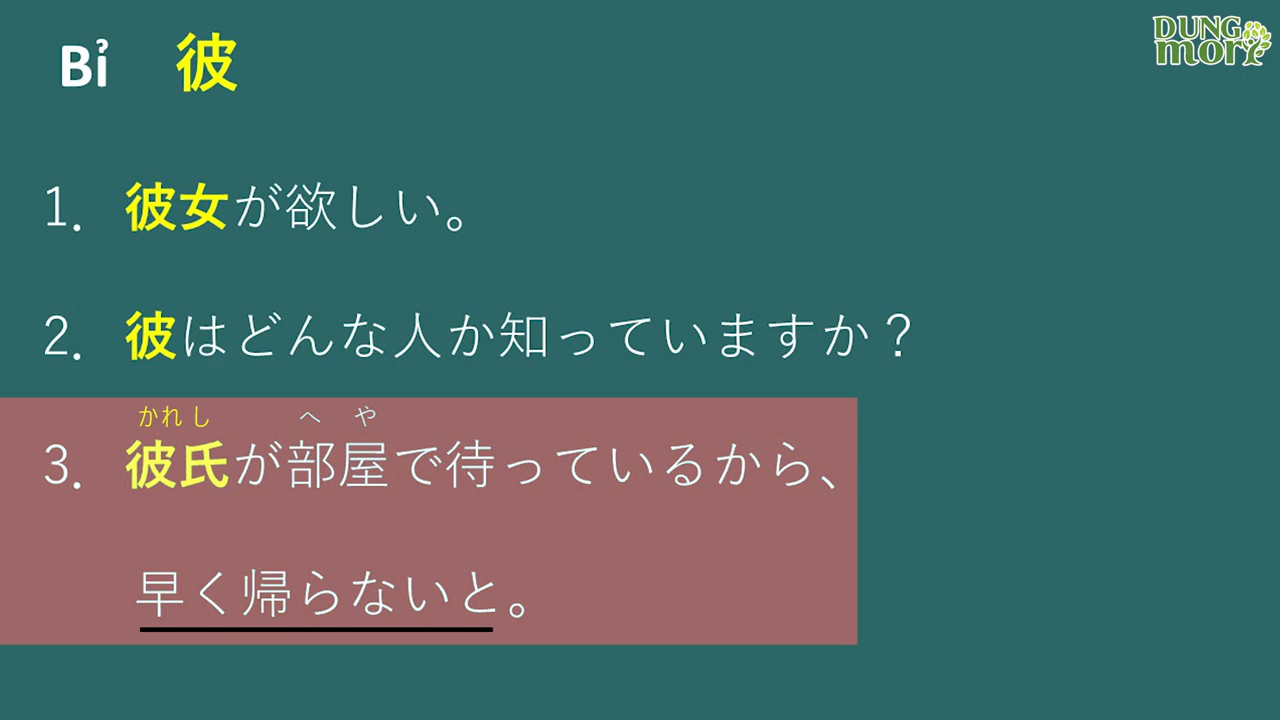 Bỉ 彼
DUNG
mori
1. 彼女が欲しい。
2. 彼はどんな人か知っていますか？
かれし へや
3. 彼氏が部屋で待っているから、
早く帰らないと。